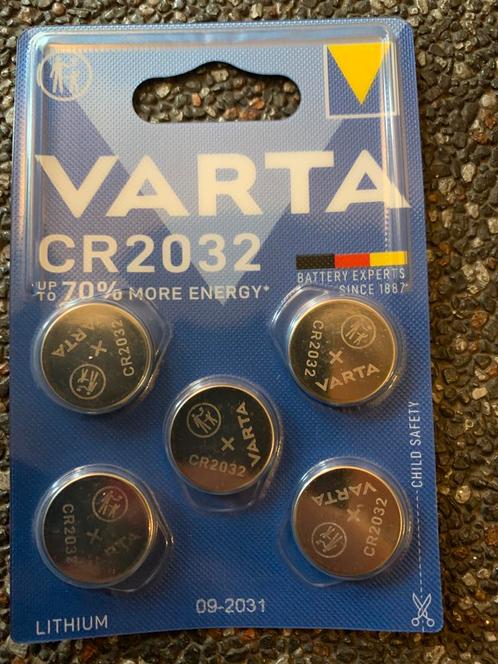 VARTA
CR2032
UP TO 70% MORE ENERGY*
BATTERY EXPERTS
SINCE 1887*
VARTA
CR2032
CR2032
VARTA
VARTA
CR2032
CR2032
VARTA
VARTA
CR2032
CHILD SAFETY
09-2031
LITHIUM